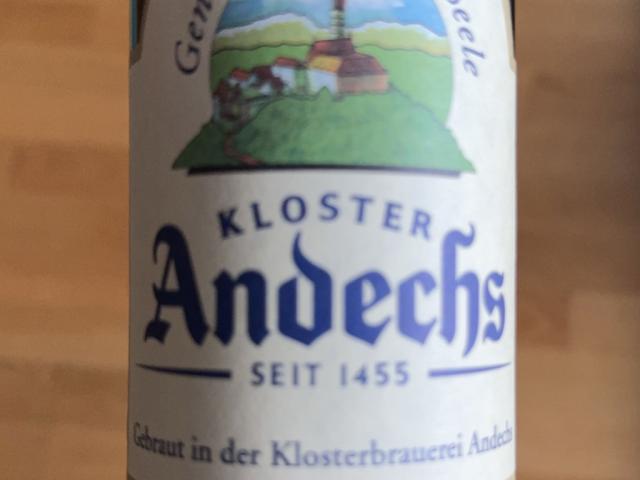 KLOSTER
Andechs
SEIT 1455
Gebraut in der Klosterbrauerei Andechs